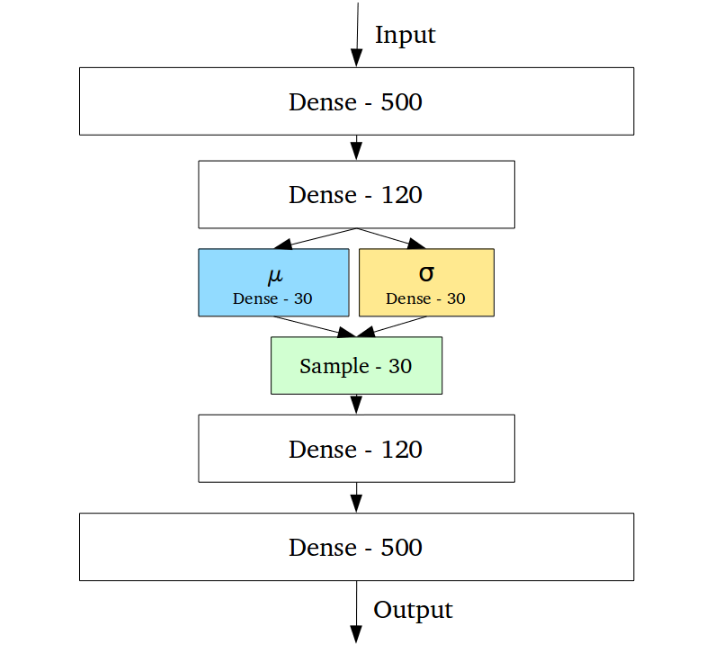 Input
Dense - 500
Dense - 120
μ
Dense - 30
σ
Dense - 30
Sample - 30
Dense - 120
Dense - 500
Output